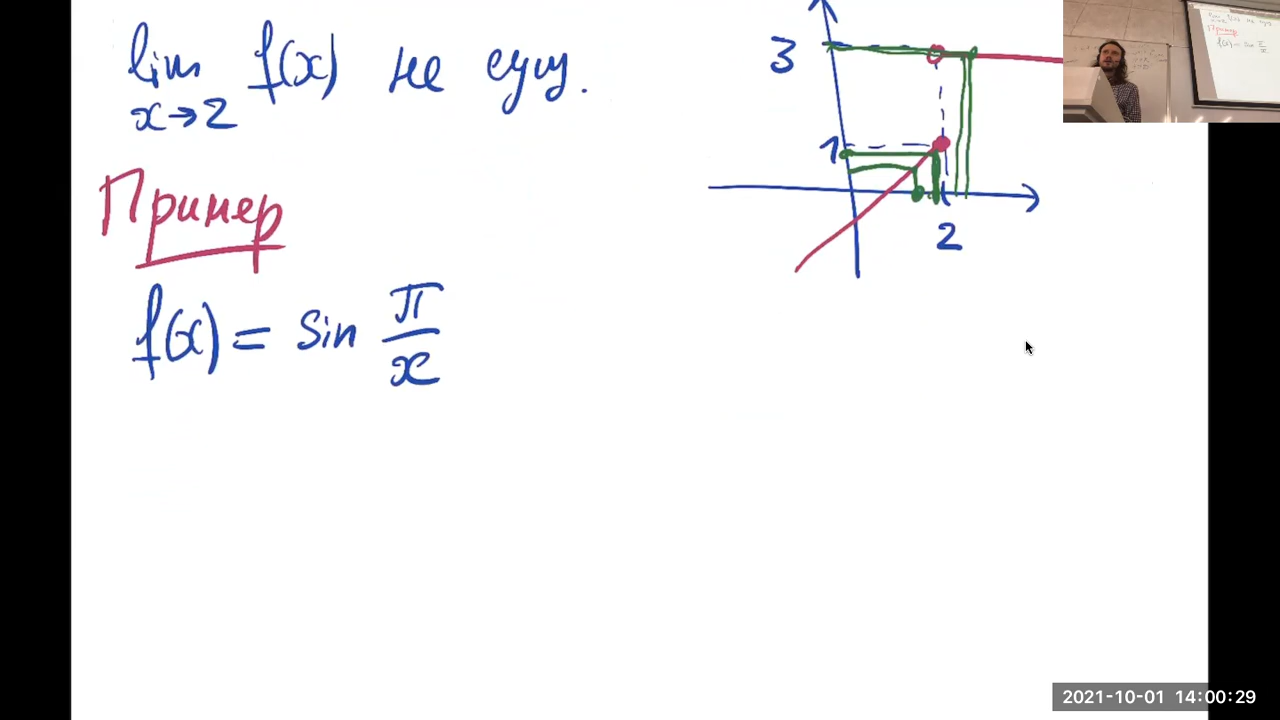 lim f(x) не сущ.
x→2
Пример
f(x) = sin π/x
3
1
2
2021-10-01 14:00:29